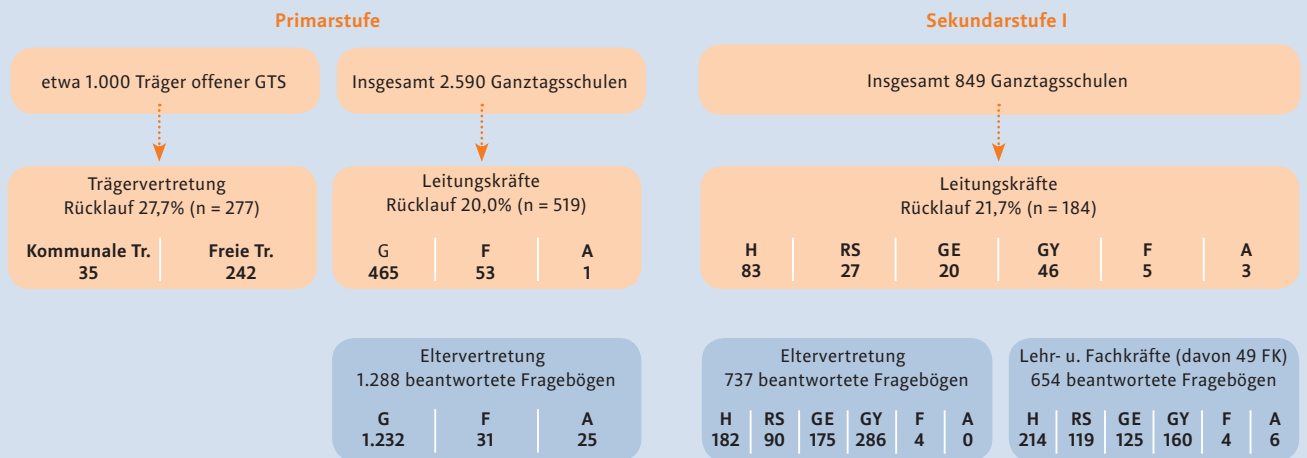 Primarstufe
etwa 1.000 Träger offener GTS
Insgesamt 2.590 Ganztagsschulen
Trägervertretung
Rücklauf 27,7% (n = 277)
Kommunale Tr. Freie Tr.
35 242
Leitungskräfte
Rücklauf 20,0% (n = 519)
G F A
465 53 1
Eltervertretung
1.288 beantwortete Fragebögen
G F A
1.232 31 25
Sekundarstufe I
Insgesamt 849 Ganztagsschulen
Leitungskräfte
Rücklauf 21,7% (n = 184)
H RS GE GY F A
83 27 20 46 5 3
Eltervertretung
737 beantwortete Fragebögen
H RS GE GY F A
182 90 175 286 4 0
Lehr- u. Fachkräfte (davon 49 FK)
654 beantwortete Fragebögen
H RS GE GY F A
214 119 125 160 4 6